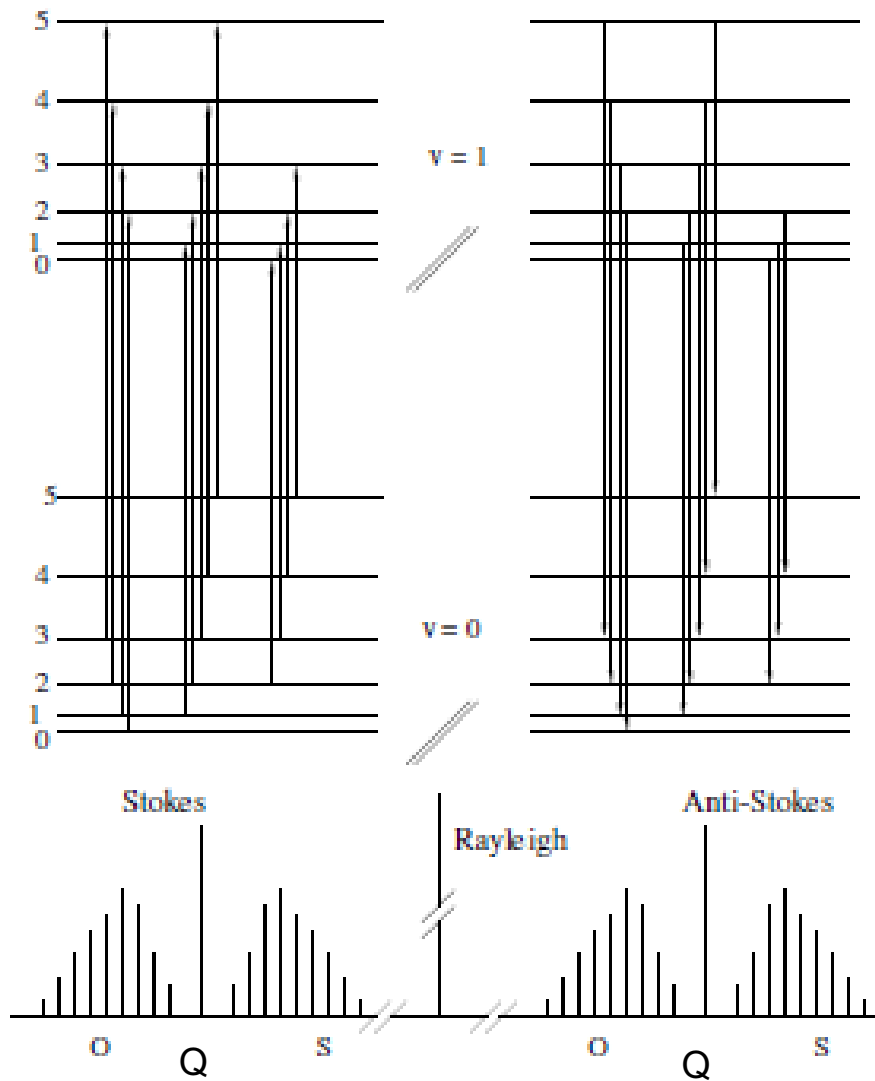 5
4
3
v = 1
2
1
0
5
4
3
v = 0
2
1
0
Stokes
Anti-Stokes
Rayleigh
O
Q
S
O
Q
S